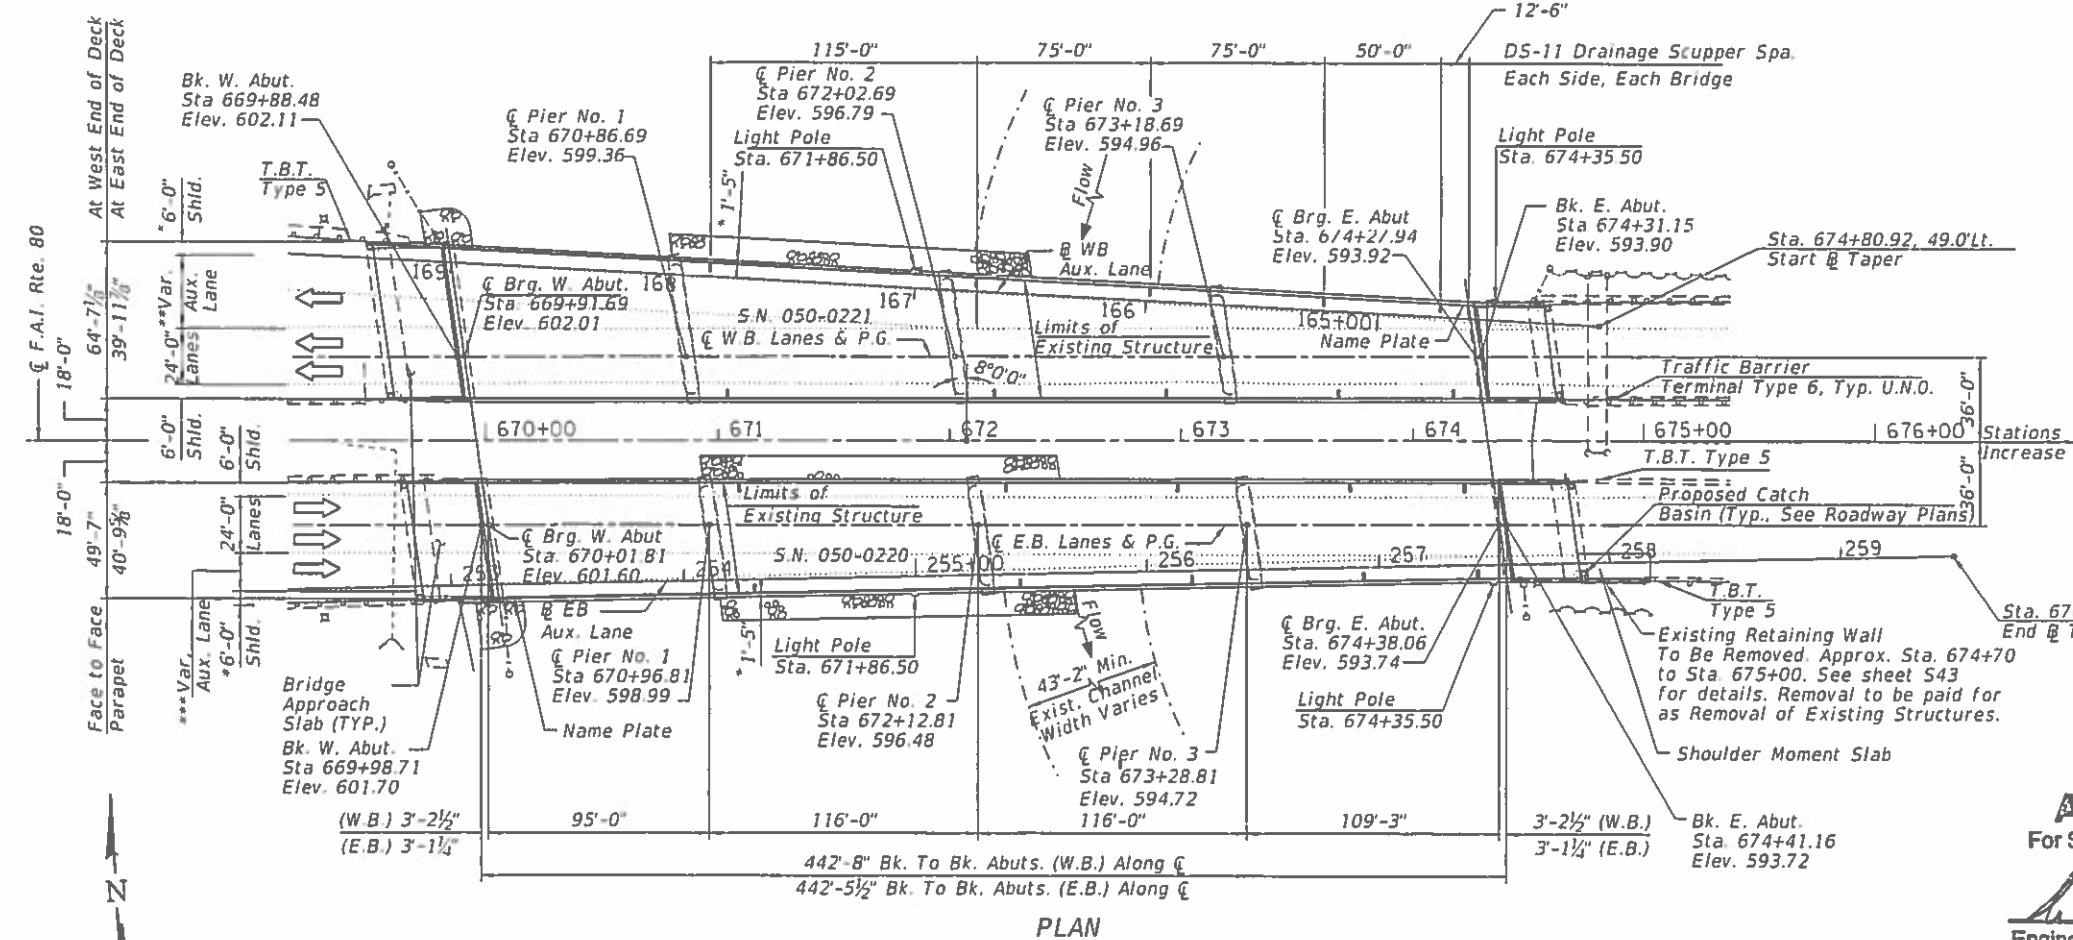 12'-6"
115'-0"
75'-0"
75'-0"
50'-0"
DS-11 Drainage Scupper Spa.
Each Side, Each Bridge
At West End of Deck
At East End of Deck
Bk. W. Abut.
Sta 669+88.48
Elev. 602.11
℄ Pier No. 1
Sta 670+86.69
Elev. 599.36
℄ Pier No. 2
Sta 672+02.69
Elev. 596.79
Light Pole
Sta. 671+86.50
℄ Pier No. 3
Sta 673+18.69
Elev. 594.96
Flow
Light Pole
Sta. 674+35.50
℄ Brg. E. Abut
Sta. 674+27.94
Elev. 593.92
Bk. E. Abut.
Sta 674+31.15
Elev. 593.90
Sta. 674+80.92, 49.0'Lt.
Start ⅊ Taper
T.B.T.
Type 5
*6'-0"
Shld.
* 1'-5"
⅊ WB
Aux. Lane
℄ F.A.I. Rte. 80
18'-0"
64'-7⅛"
39'-11⅞"
**Var.
Aux.
Lane
24'-0"
Lanes
169
168
167
166
165+00
℄ Brg. W. Abut.
Sta 669+91.69
Elev. 602.01
S.N. 050-0221
℄ W.B. Lanes & P.G.
Limits of
Existing Structure
Name Plate
8°0'0"
Traffic Barrier
Terminal Type 6, Typ. U.N.O.
36'-0"
6'-0"
Shld.
670+00
671
672
673
674
675+00
676+00
Stations
Increase
36'-0"
T.B.T. Type 5
18'-0"
49'-7"
40'-9⅝"
6'-0"
Shld.
24'-0"
Lanes
***Var.
Aux. Lane
*6'-0"
Shld.
Face to Face
Parapet
Limits of
Existing Structure
℄ Brg. W. Abut
Sta. 670+01.81
Elev. 601.60
S.N. 050-0220
℄ E.B. Lanes & P.G.
254
255+00
256
257
258
259
Proposed Catch
Basin (Typ., See Roadway Plans)
⅊ EB
Aux. Lane
℄ Pier No. 1
Sta 670+96.81
Elev. 598.99
* 1'-5"
Light Pole
Sta. 671+86.50
℄ Pier No. 2
Sta 672+12.81
Elev. 596.48
Flow
43'-2" Min.
Exist. Channel
Width Varies
℄ Pier No. 3
Sta 673+28.81
Elev. 594.72
℄ Brg. E. Abut.
Sta. 674+38.06
Elev. 593.74
Light Pole
Sta. 674+35.50
T.B.T.
Type 5
Existing Retaining Wall
To Be Removed. Approx. Sta. 674+70
to Sta. 675+00. See sheet S43
for details. Removal to be paid for
as Removal of Existing Structures.
Shoulder Moment Slab
Bridge
Approach
Slab (TYP.)
Name Plate
Bk. W. Abut.
Sta 669+98.71
Elev. 601.70
Bk. E. Abut.
Sta. 674+41.16
Elev. 593.72
(W.B.) 3'-2½"
(E.B.) 3'-1¼"
95'-0"
116'-0"
116'-0"
109'-3"
3'-2½" (W.B.)
3'-1¼" (E.B.)
442'-8" Bk. To Bk. Abuts. (W.B.) Along ℄
442'-5½" Bk. To Bk. Abuts. (E.B.) Along ℄
N
PLAN